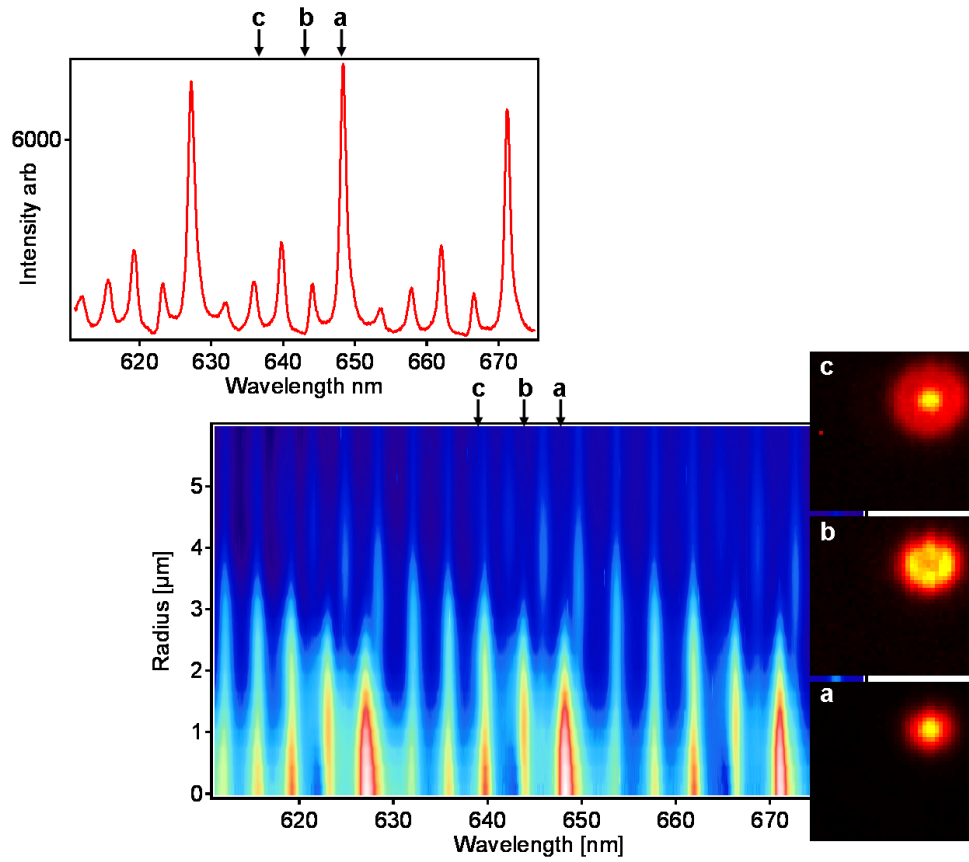 c b a
6000
Intensity arb
620 630 640 650 660 670
Wavelength nm
c b a
5
4
3
2
1
0
Radius [µm]
620 630 640 650 660 670
Wavelength [nm]
c
b
a